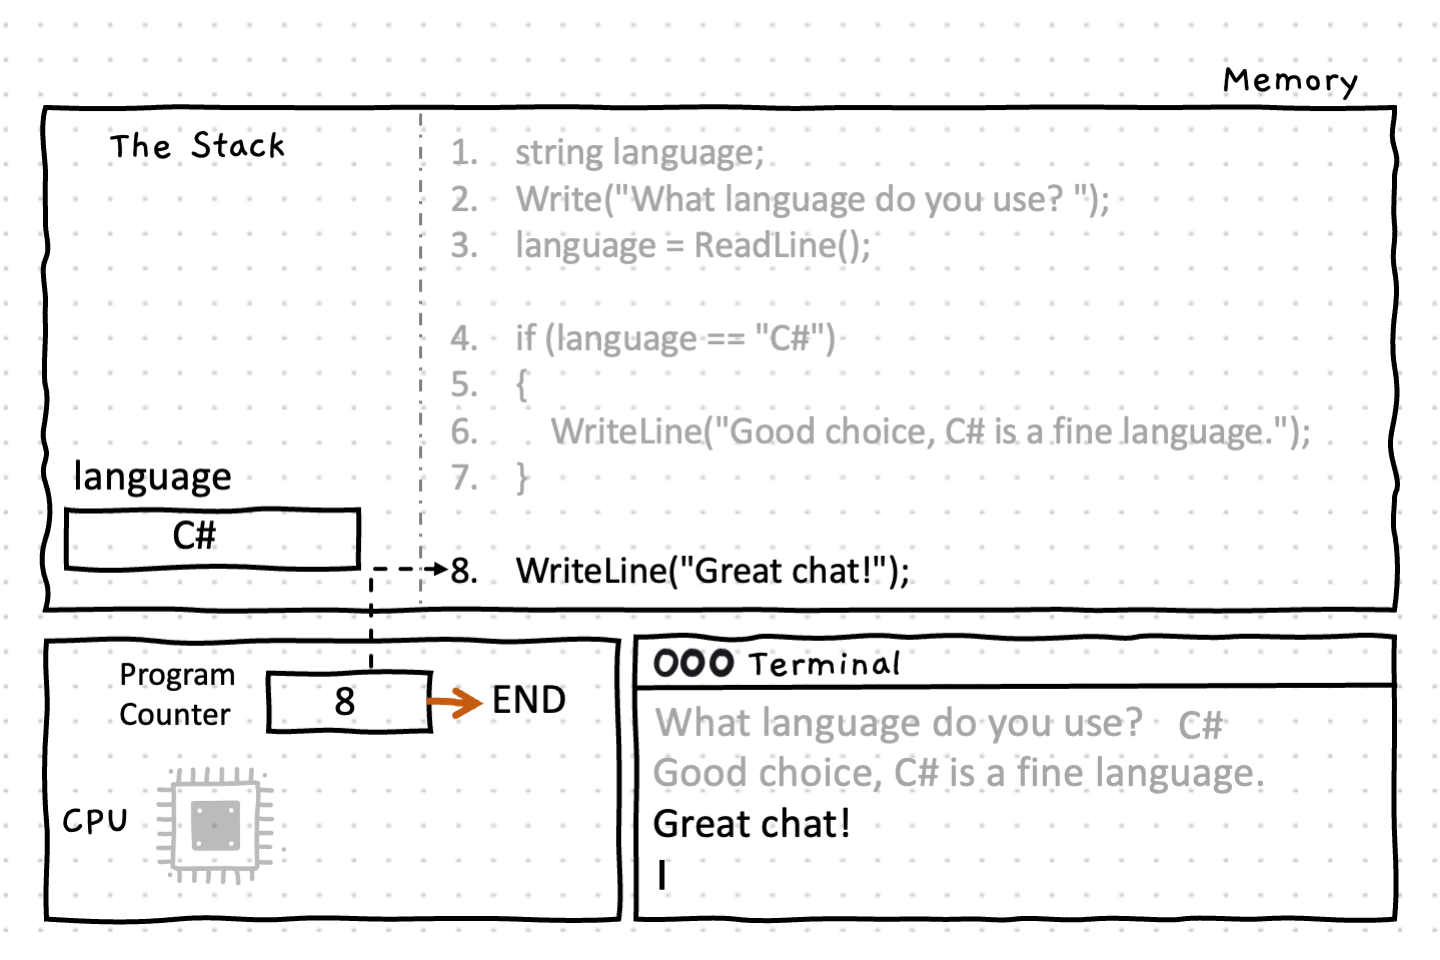 Memory
The Stack
1. string language;
2. Write("What language do you use? ");
3. language = ReadLine();
4. if (language == "C#")
5. {
6. WriteLine("Good choice, C# is a fine language.");
7. }
8. WriteLine("Great chat!");
language
C#
Program
Counter
8
END
CPU
Terminal
What language do you use? C#
Good choice, C# is a fine language.
Great chat!